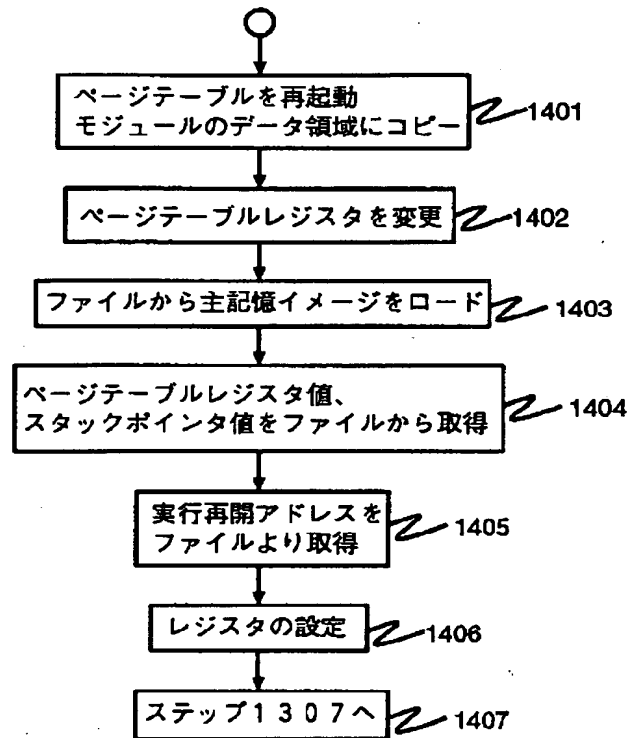 ページテーブルを再起動
モジュールのデータ領域にコピー
1401
ページテーブルレジスタを変更
1402
ファイルから主記憶イメージをロード
1403
ページテーブルレジスタ値、
スタックポインタ値をファイルから取得
1404
実行再開アドレスを
ファイルより取得
1405
レジスタの設定
1406
ステップ1307へ
1407